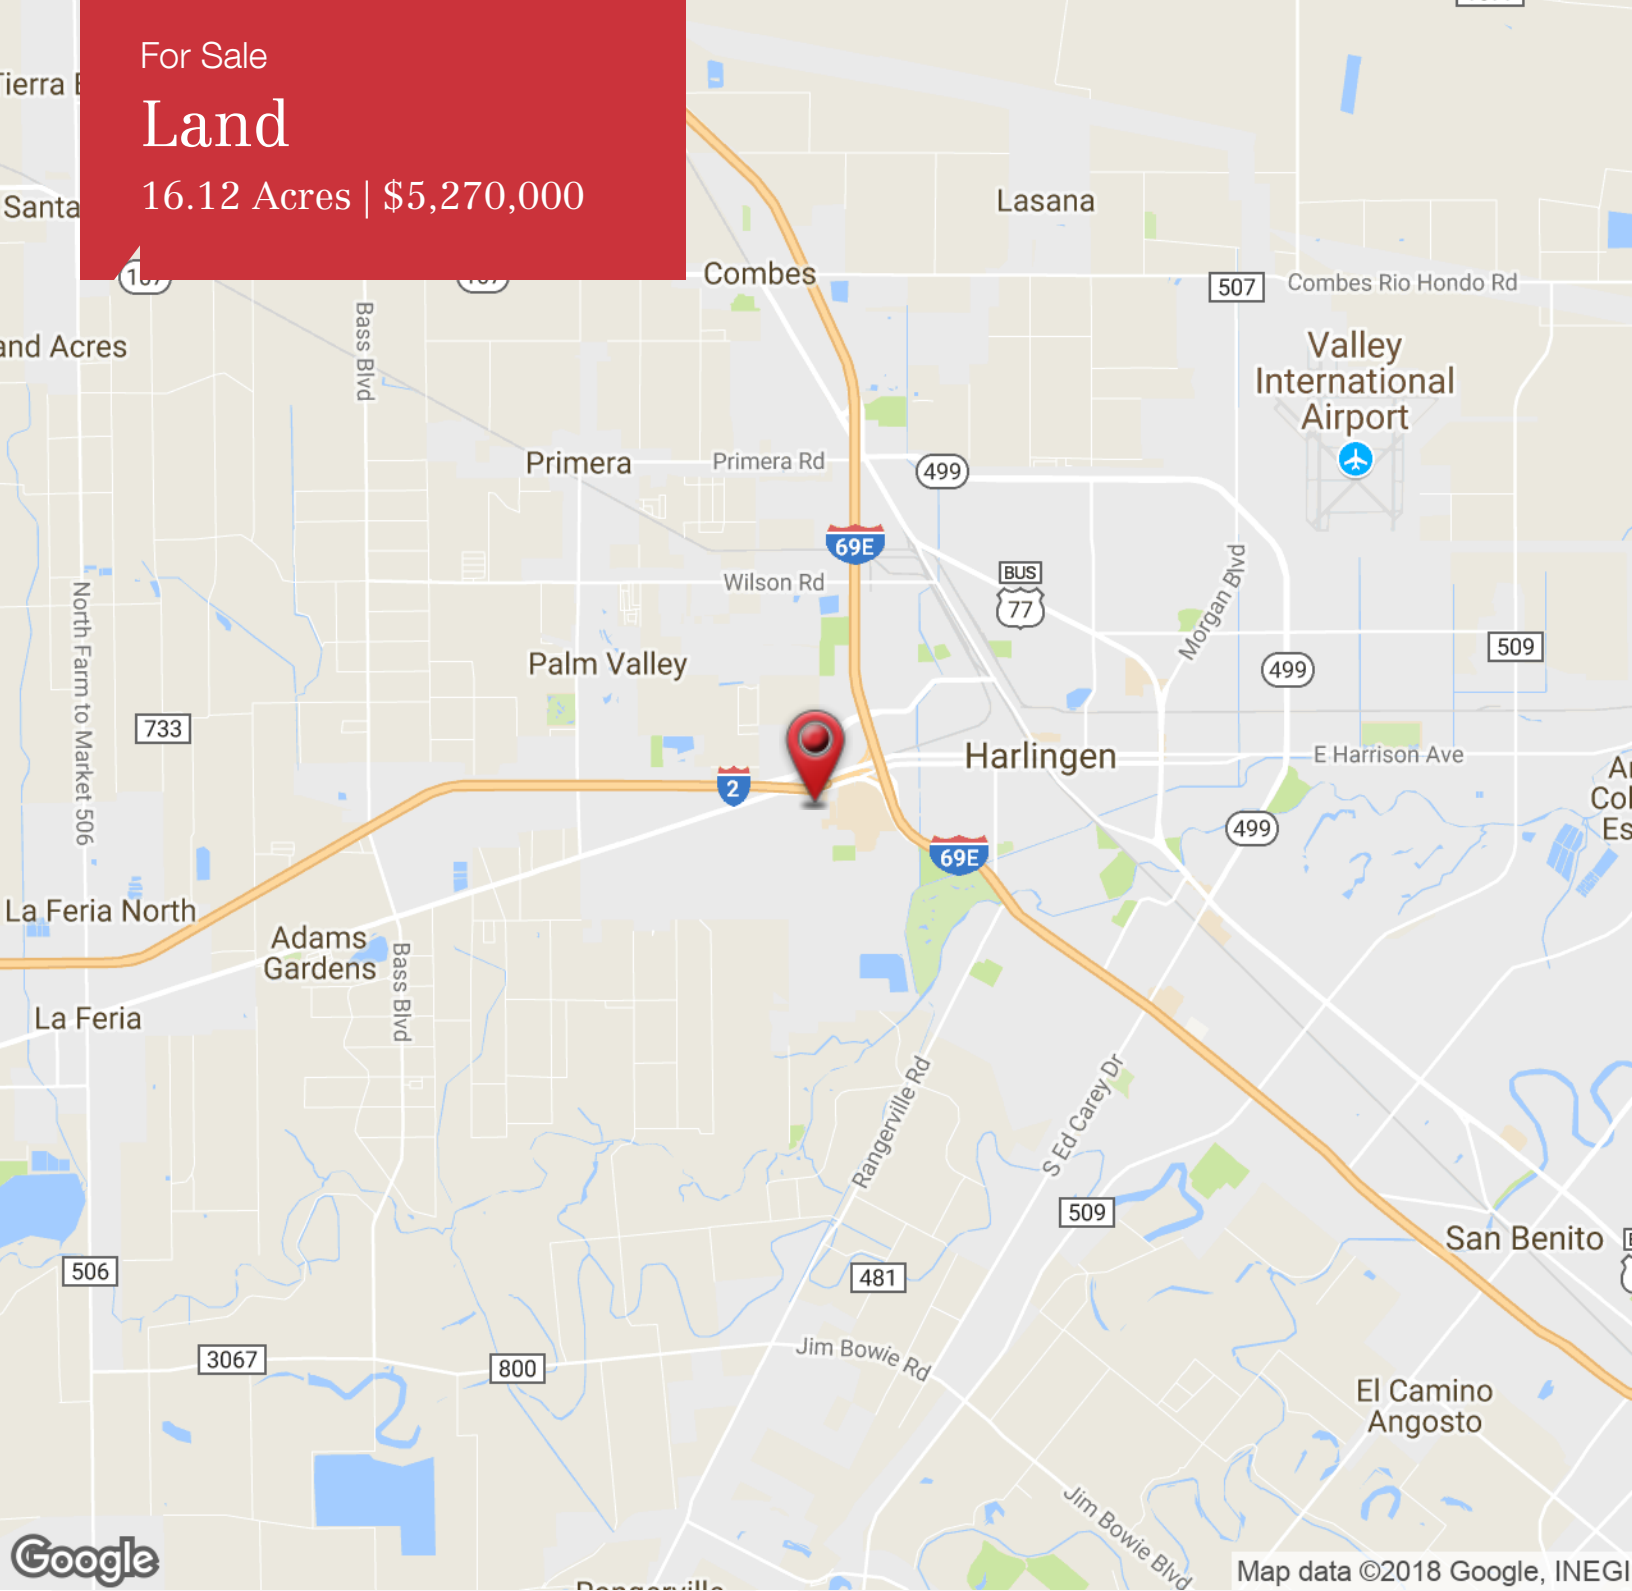 For Sale
Land
16.12 Acres | $5,270,000
Tierra
Santa
Combes
Lasana
507
Combes Rio Hondo Rd
and Acres
Bass Blvd
Valley
International
Airport
Primera
Primera Rd
499
69E
Wilson Rd
BUS
77
Morgan Blvd
North Farm to Market 506
Palm Valley
509
499
733
2
Harlingen
E Harrison Ave
499
69E
La Feria North
Adams
Gardens
Bass Blvd
La Feria
Rangerville Rd
S Ed Carey Dr
509
San Benito
506
481
3067
800
Jim Bowie Rd
El Camino
Angosto
Jim Bowie Blvd
Google
Map data ©2018 Google, INEGI